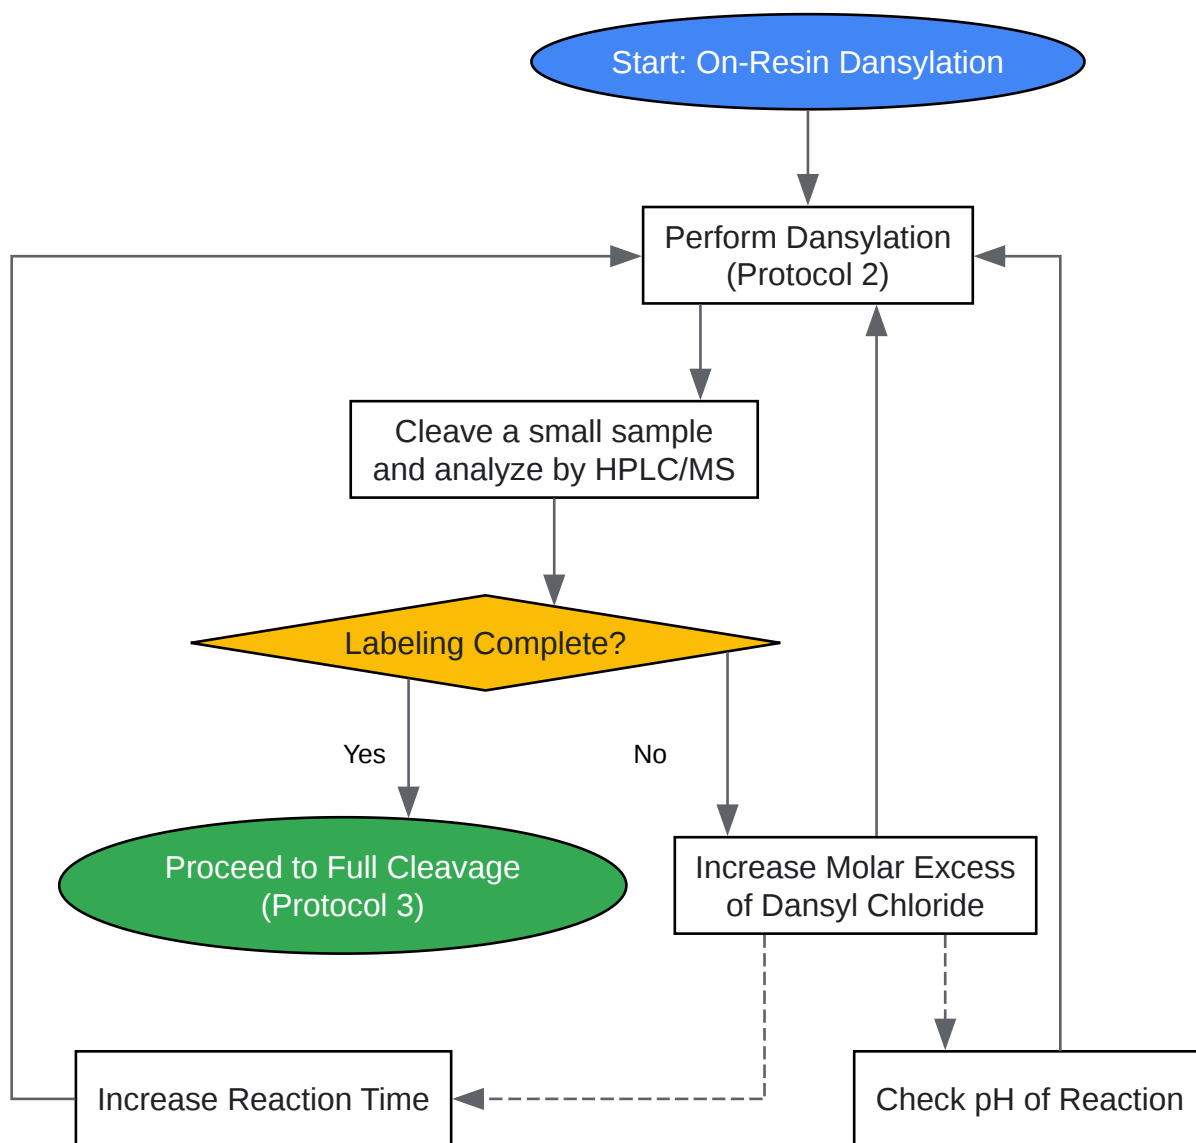 Start: On-Resin Dansylation
Perform Dansylation
(Protocol 2)
Cleave a small sample
and analyze by HPLC/MS
Labeling Complete?
Yes
No
Proceed to Full Cleavage
(Protocol 3)
Increase Molar Excess
of Dansyl Chloride
Increase Reaction Time
Check pH of Reaction